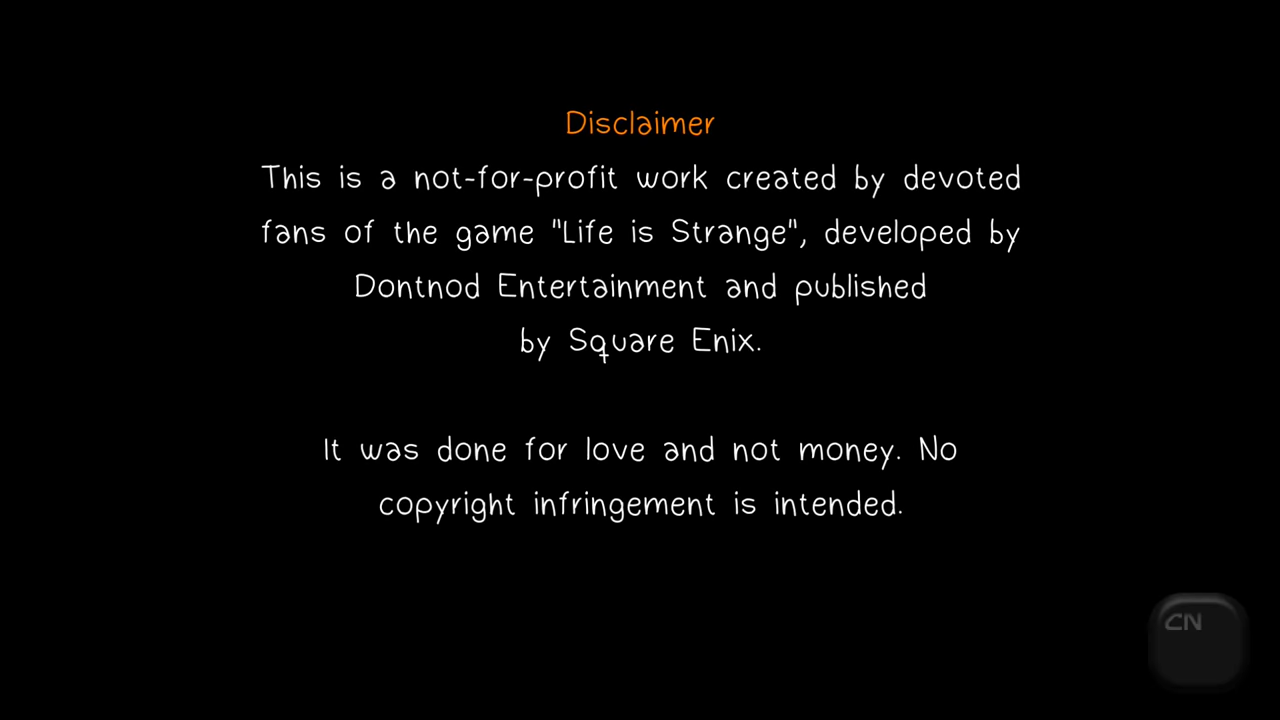 Disclaimer
This is a not-for-profit work created by devoted
fans of the game "Life is Strange", developed by
Dontnod Entertainment and published
by Square Enix.
It was done for love and not money. No
copyright infringement is intended.
CN